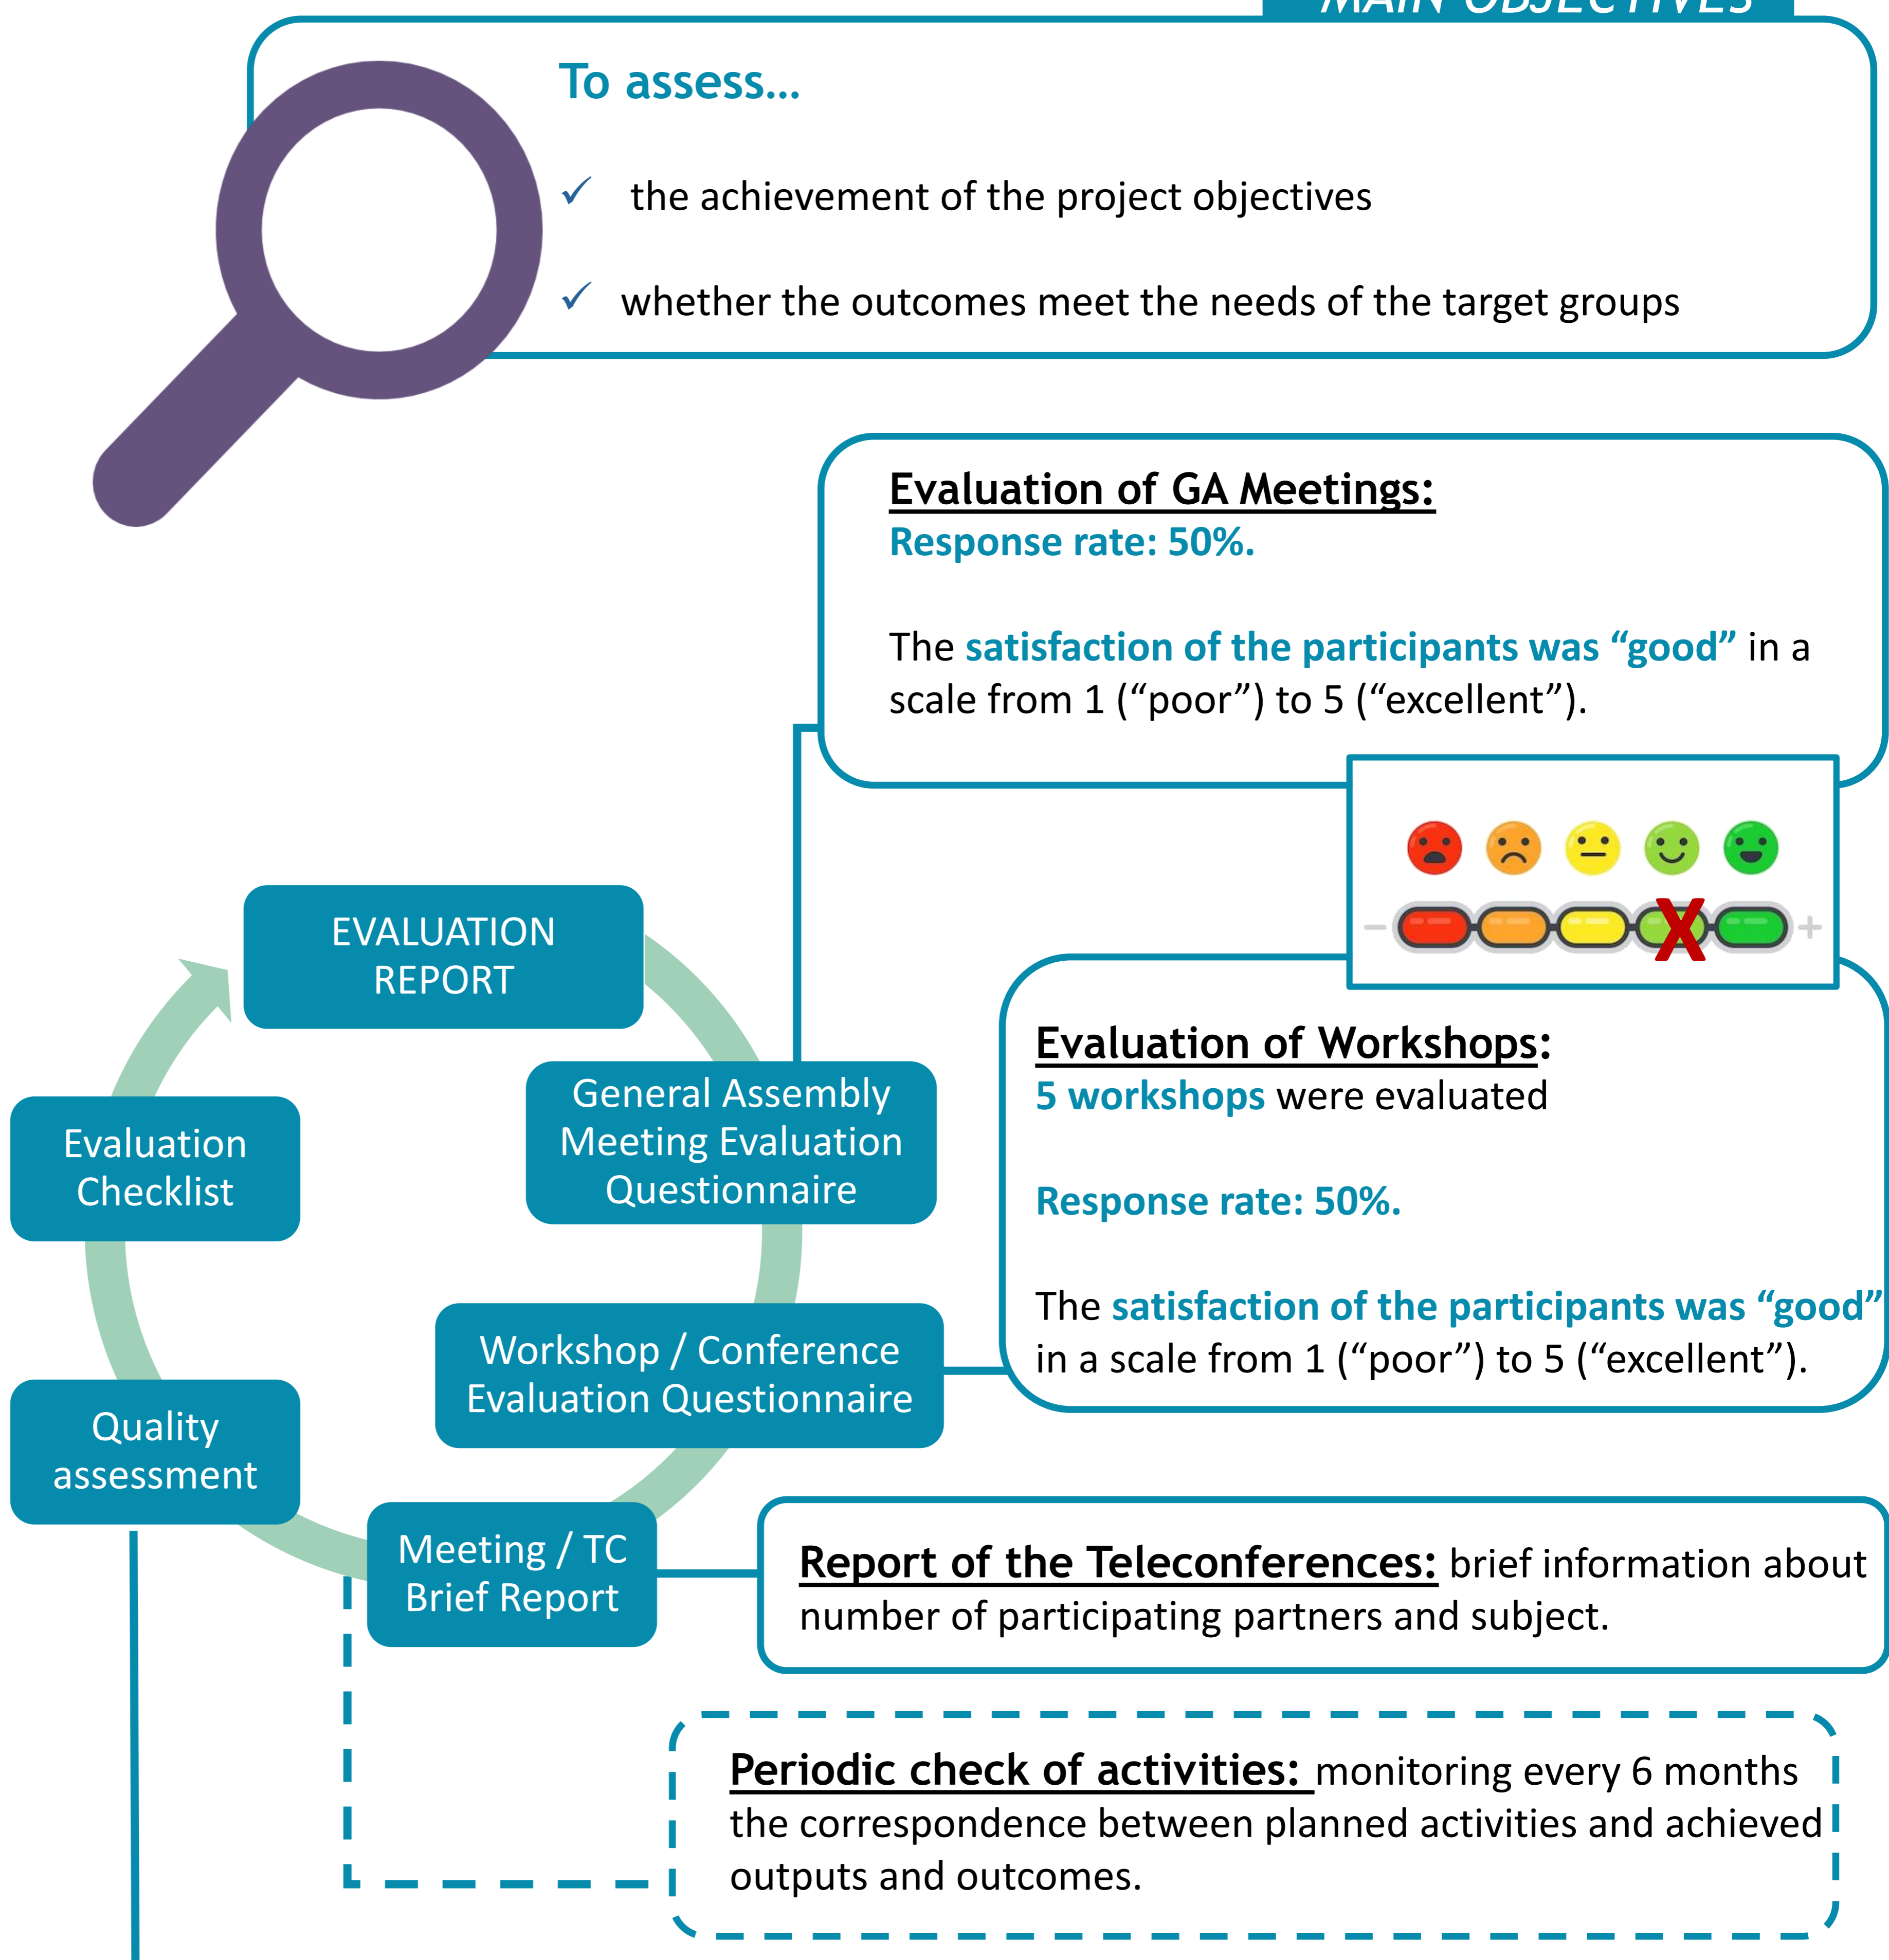 MAIN OBJECTIVES
To assess...
✓ the achievement of the project objectives
✓ whether the outcomes meet the needs of the target groups
Evaluation of GA Meetings:
Response rate: 50%.
The satisfaction of the participants was “good” in a
scale from 1 (“poor”) to 5 (“excellent”).
− X +
EVALUATION
REPORT
General Assembly
Meeting Evaluation
Questionnaire
Evaluation
Checklist
Evaluation of Workshops:
5 workshops were evaluated
Response rate: 50%.
The satisfaction of the participants was “good”
in a scale from 1 (“poor”) to 5 (“excellent”).
Workshop / Conference
Evaluation Questionnaire
Quality
assessment
Meeting / TC
Brief Report
Report of the Teleconferences: brief information about
number of participating partners and subject.
Periodic check of activities: monitoring every 6 months
the correspondence between planned activities and achieved
outputs and outcomes.